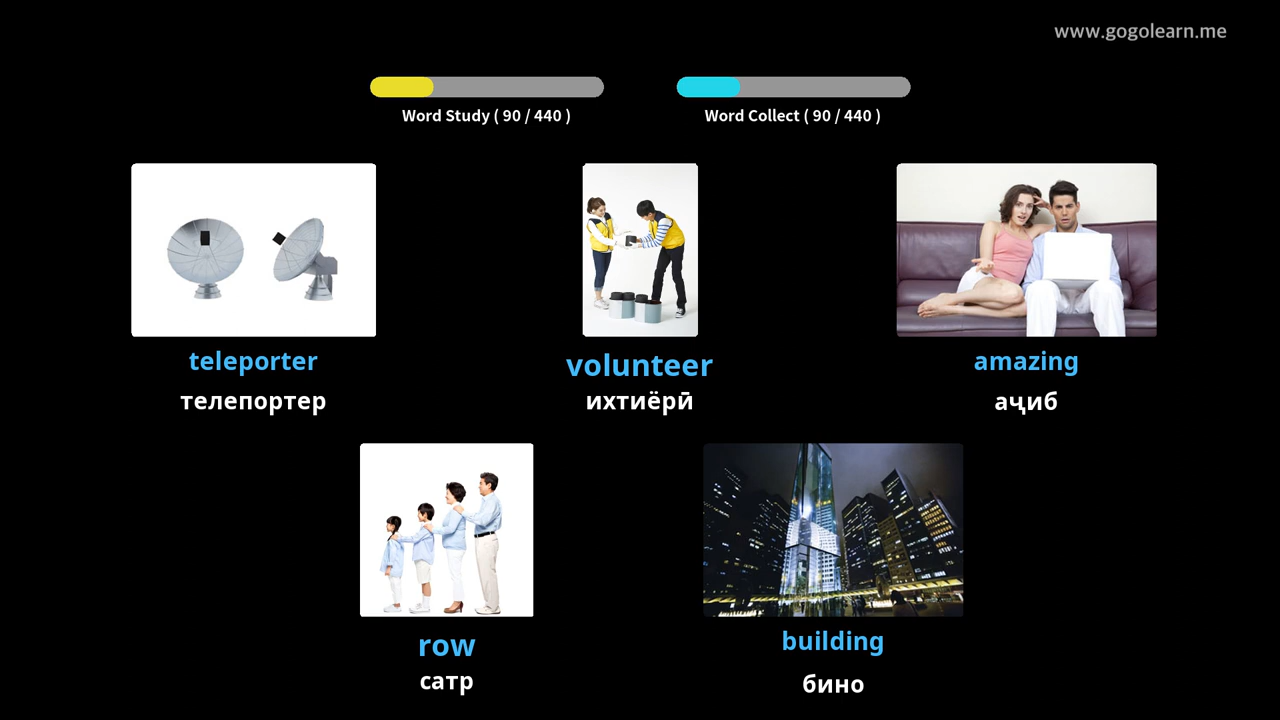 www.gogolearn.me
Word Study ( 90 / 440 )
Word Collect ( 90 / 440 )
teleporter
телепортер
volunteer
ихтиёрӣ
amazing
аҷиб
row
сатр
building
бино